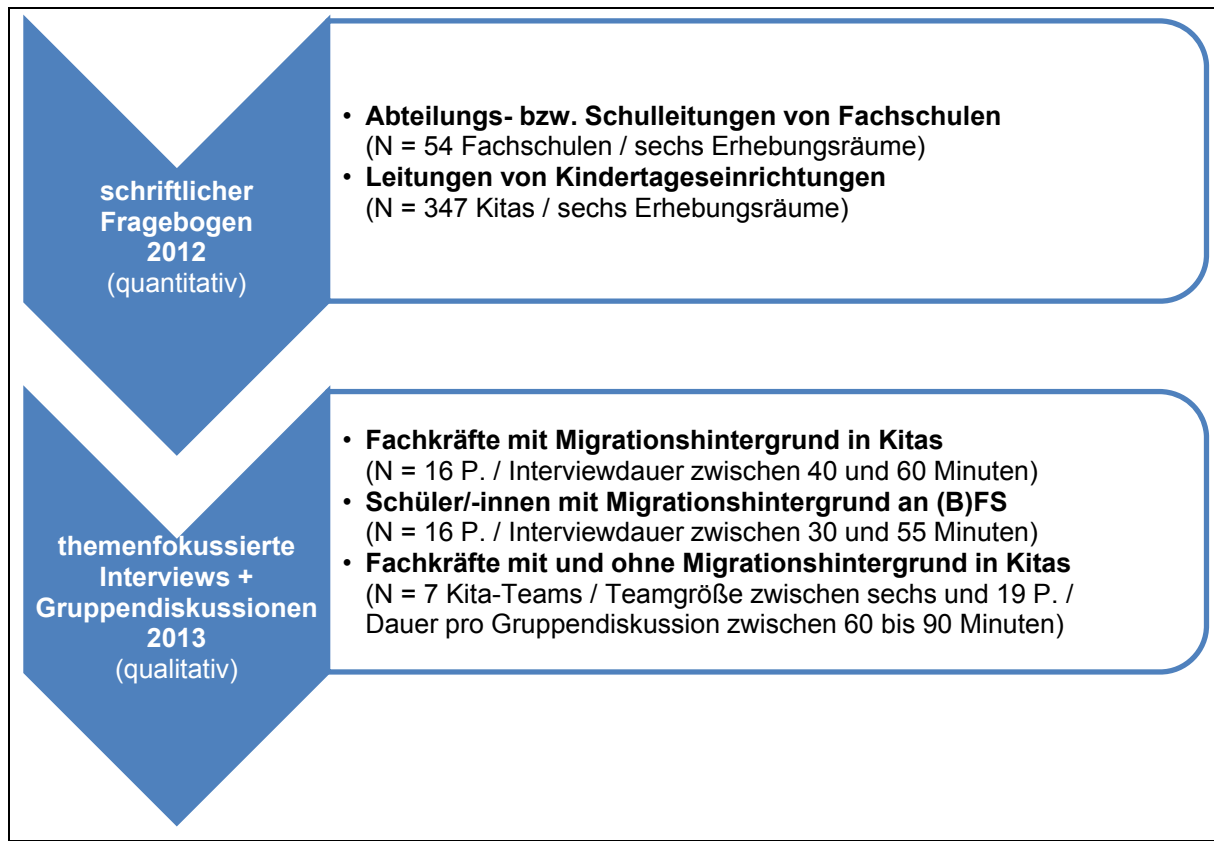 schriftlicher
Fragebogen
2012
(quantitativ)
• Abteilungs- bzw. Schulleitungen von Fachschulen
(N = 54 Fachschulen / sechs Erhebungsräume)
• Leitungen von Kindertageseinrichtungen
(N = 347 Kitas / sechs Erhebungsräume)
themenfokussierte
Interviews +
Gruppendiskussionen
2013
(qualitativ)
• Fachkräfte mit Migrationshintergrund in Kitas
(N = 16 P. / Interviewdauer zwischen 40 und 60 Minuten)
• Schüler/-innen mit Migrationshintergrund an (B)FS
(N = 16 P. / Interviewdauer zwischen 30 und 55 Minuten)
• Fachkräfte mit und ohne Migrationshintergrund in Kitas
(N = 7 Kita-Teams / Teamgröße zwischen sechs und 19 P. /
Dauer pro Gruppendiskussion zwischen 60 bis 90 Minuten)